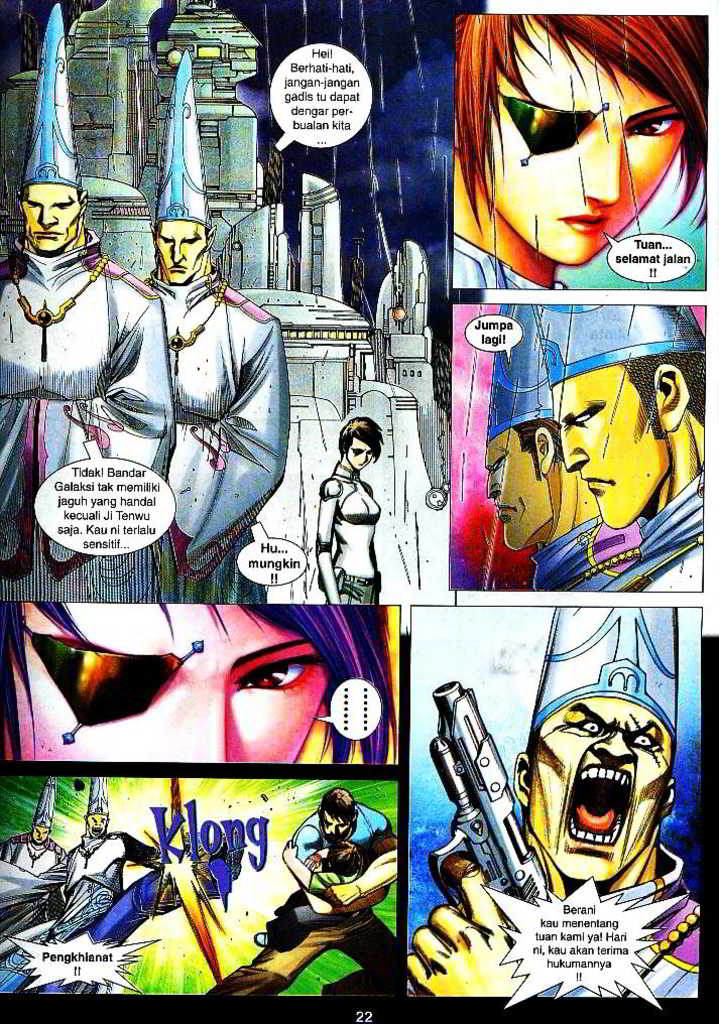 Hei!
Berhati-hati,
jangan-jangan
gadis tu dapat
dengar per-
bualan kita
...
Tidak! Bandar
Galaksi tak memiliki
jaguh yang handal
kecuali Ji Tenwu
saja. Kau ni terlalu
sensitif...
Hu...
mungkin
!!
Tuan...
selamat jalan
!!
Jumpa
lagi!
Klong
!
Pengkhianat
!!
Berani
kau menentang
tuan kami ya! Hari
ni, kau akan terima
hukumannya
!!
22